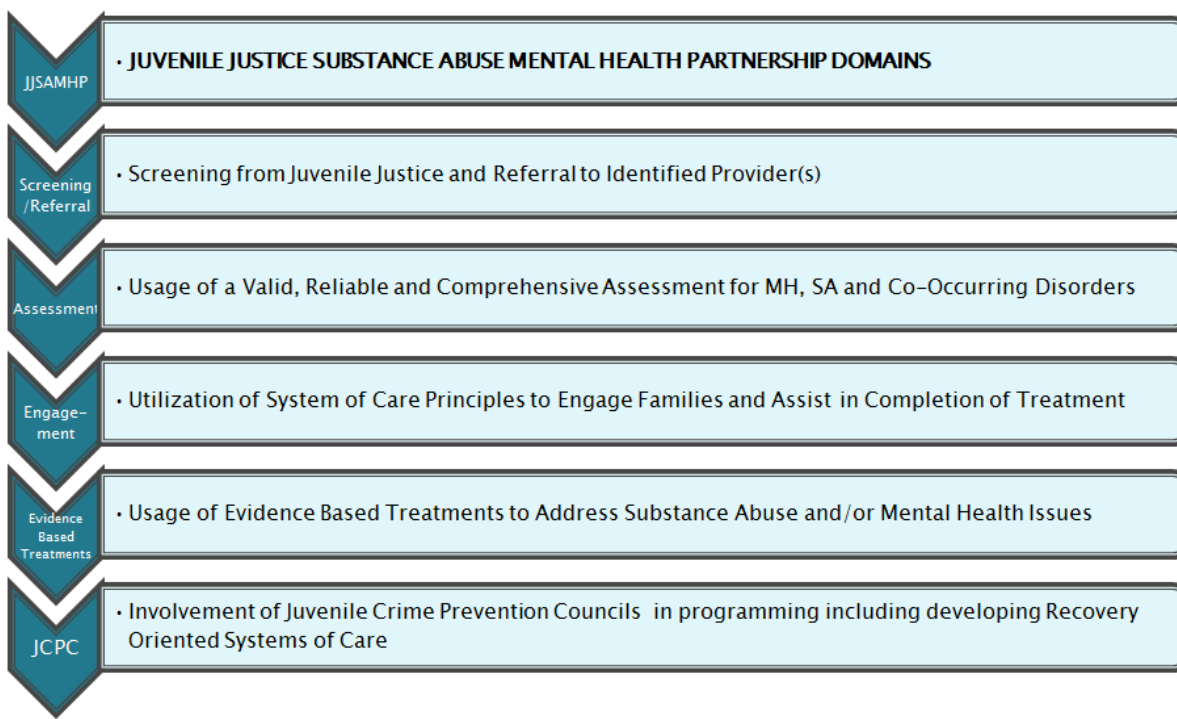 JJSAMHP
· JUVENILE JUSTICE SUBSTANCE ABUSE MENTAL HEALTH PARTNERSHIP DOMAINS
Screening
/Referral
· Screening from Juvenile Justice and Referral to Identified Provider(s)
Assessment
· Usage of a Valid, Reliable and Comprehensive Assessment for MH, SA and Co-Occurring Disorders
Engage-
ment
· Utilization of System of Care Principles to Engage Families and Assist in Completion of Treatment
Evidence
Based
Treatments
· Usage of Evidence Based Treatments to Address Substance Abuse and/or Mental Health Issues
JCPC
· Involvement of Juvenile Crime Prevention Councils in programming including developing Recovery
Oriented Systems of Care